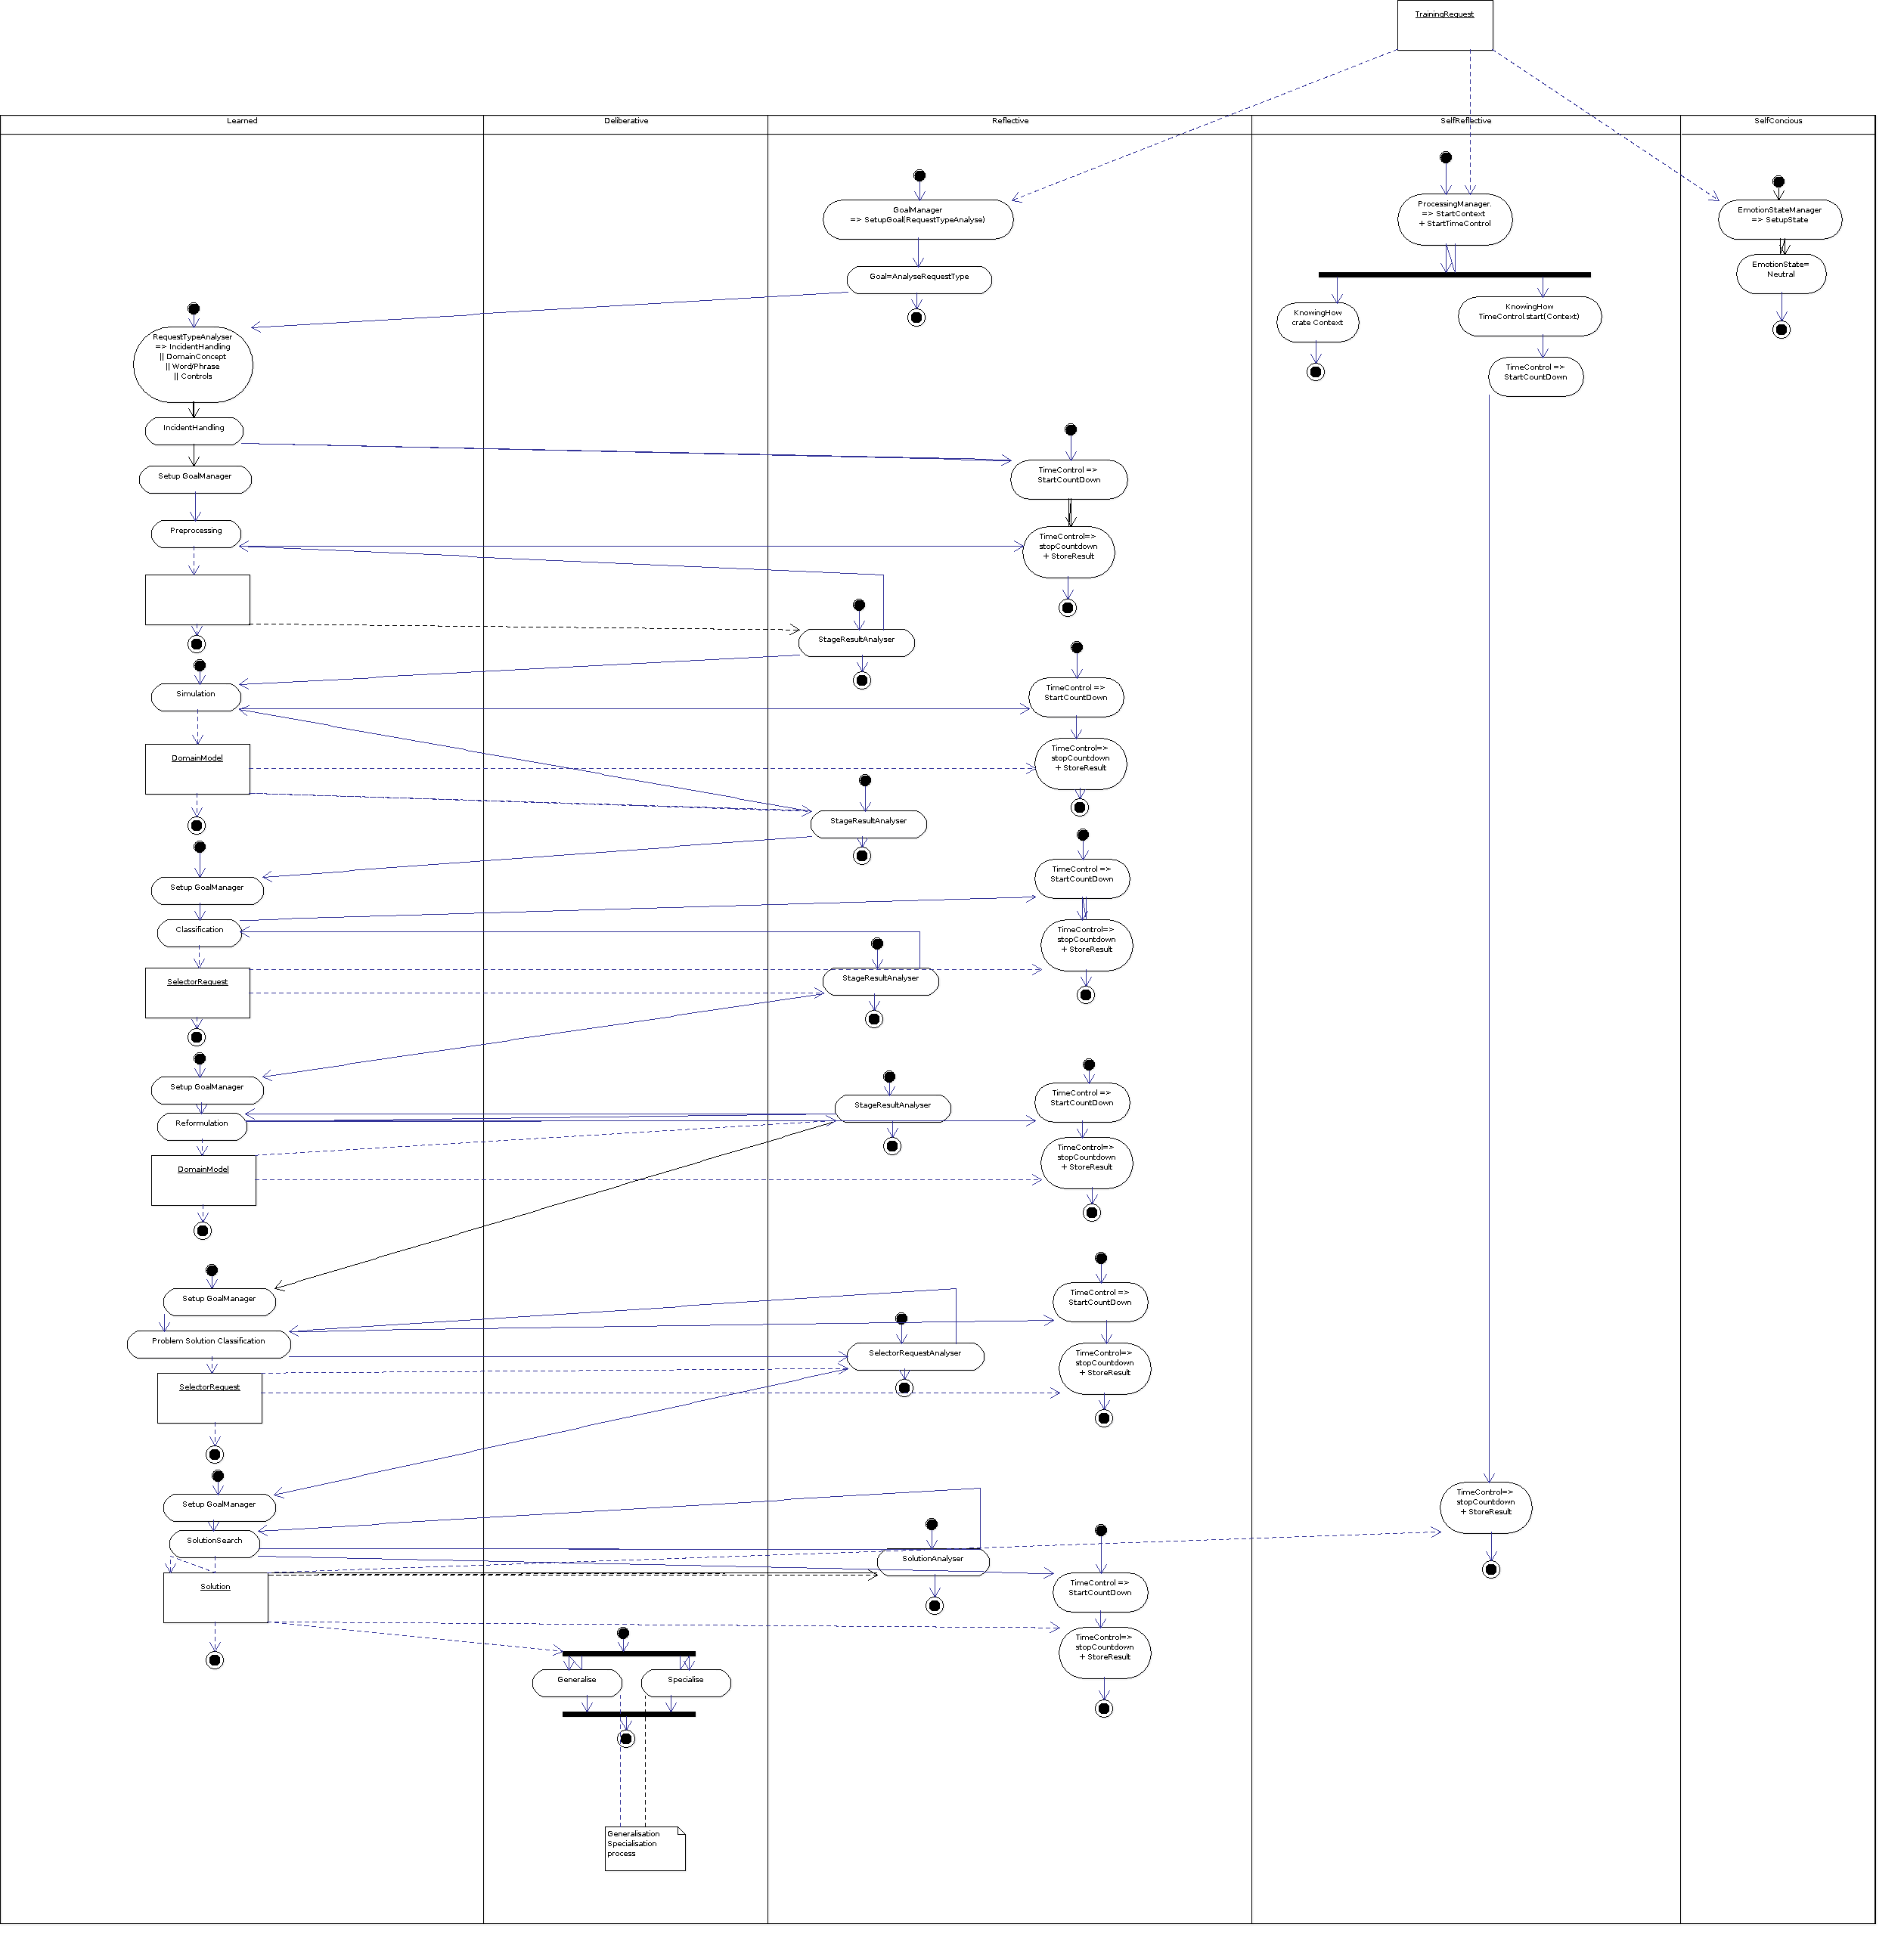 TrainingRequest
Learned
Deliberative
Reflective
SelfReflective
SelfConcious
GoalManager
=> SetupGoal(RequestTypeAnalyse)
ProcessingManager.
=> StartContext
+ StartTimeControl
EmotionStateManager
=> SetupState
Goal=AnalyseRequestType
EmotionState=
Neutral
KnowingHow
crate Context
KnowingHow
TimeControl.start(Context)
RequestTypeAnalyser
=> IncidentHandling
|| DomainConcept
|| Word/Phrase
|| Controls
TimeControl =>
StartCountDown
IncidentHandling
Setup GoalManager
TimeControl =>
StartCountDown
Preprocessing
TimeControl=>
stopCountdown
+ StoreResult
StageResultAnalyser
Simulation
TimeControl =>
StartCountDown
DomainModel
TimeControl=>
stopCountdown
+ StoreResult
StageResultAnalyser
Setup GoalManager
TimeControl =>
StartCountDown
Classification
TimeControl=>
stopCountdown
+ StoreResult
SelectorRequest
StageResultAnalyser
Setup GoalManager
StageResultAnalyser
TimeControl =>
StartCountDown
Reformulation
TimeControl=>
stopCountdown
+ StoreResult
DomainModel
Setup GoalManager
TimeControl =>
StartCountDown
Problem Solution Classification
SelectorRequestAnalyser
TimeControl=>
stopCountdown
+ StoreResult
SelectorRequest
Setup GoalManager
TimeControl=>
stopCountdown
+ StoreResult
SolutionSearch
SolutionAnalyser
Solution
TimeControl =>
StartCountDown
TimeControl=>
stopCountdown
+ StoreResult
Generalise
Specialise
Generalisation
Specialisation
process